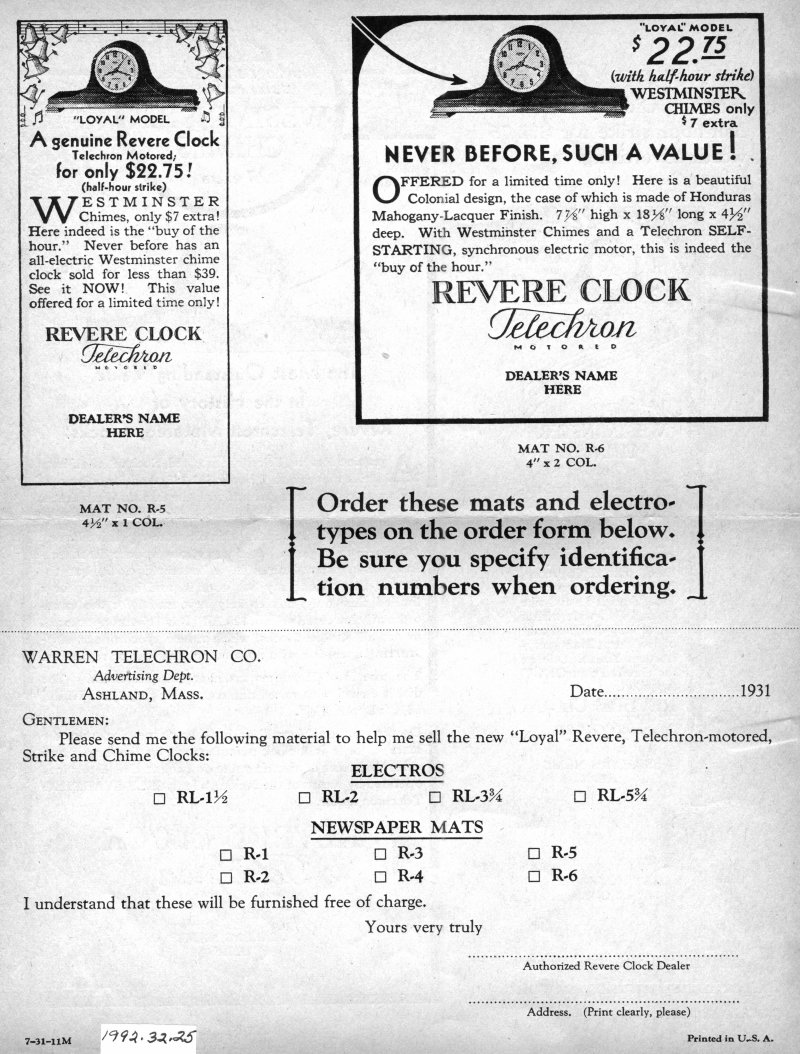 "LOYAL" MODEL
A genuine Revere Clock
Telechron Motored;
for only $22.75!
(half-hour strike)
WESTMINSTER
Chimes, only $7 extra!
Here indeed is the "buy of the
hour." Never before has an
all-electric Westminster chime
clock sold for less than $39.
See it NOW! This value
offered for a limited time only!
REVERE CLOCK
Telechron
MOTORED
DEALER'S NAME
HERE
MAT NO. R-5
4½" x 1 COL.
"LOYAL" MODEL
$22.75
(with half-hour strike)
WESTMINSTER
CHIMES only
$7 extra
NEVER BEFORE, SUCH A VALUE!
OFFERED for a limited time only! Here is a beautiful
Colonial design, the case of which is made of Honduras
Mahogany-Lacquer Finish. 7⅞" high x 18⅛" long x 4½"
deep. With Westminster Chimes and a Telechron SELF-
STARTING, synchronous electric motor, this is indeed the
"buy of the hour."
REVERE CLOCK
Telechron
MOTORED
DEALER'S NAME
HERE
MAT NO. R-6
4" x 2 COL.
Order these mats and electro-
types on the order form below.
Be sure you specify identifica-
tion numbers when ordering.
WARREN TELECHRON CO.
Advertising Dept.
ASHLAND, MASS.
Date..............................1931
GENTLEMEN:
Please send me the following material to help me sell the new "Loyal" Revere, Telechron-motored,
Strike and Chime Clocks:
ELECTROS
☐ RL-1½ ☐ RL-2 ☐ RL-3¾ ☐ RL-5¾
NEWSPAPER MATS
☐ R-1 ☐ R-3 ☐ R-5
☐ R-2 ☐ R-4 ☐ R-6
I understand that these will be furnished free of charge.
Yours very truly
Authorized Revere Clock Dealer
Address. (Print clearly, please)
7-31-11M
1992.32.25
Printed in U.S.A.